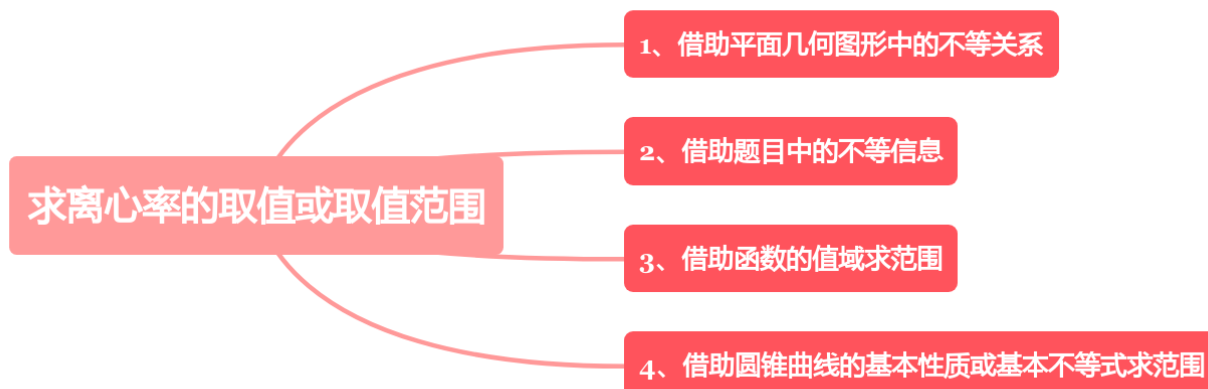 求离心率的取值或取值范围
1、借助平面几何图形中的不等关系
2、借助题目中的不等信息
3、借助函数的值域求范围
4、借助圆锥曲线的基本性质或基本不等式求范围